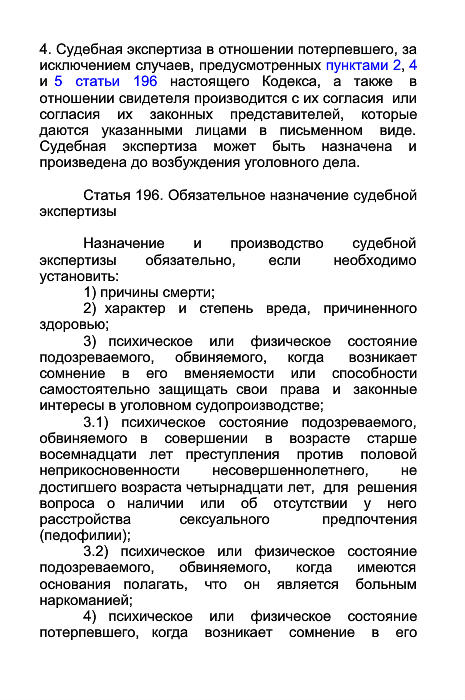 4. Судебная экспертиза в отношении потерпевшего, за
исключением случаев, предусмотренных пунктами 2, 4
и 5 статьи 196 настоящего Кодекса, а также в
отношении свидетеля производится с их согласия или
согласия их законных представителей, которые
даются указанными лицами в письменном виде.
Судебная экспертиза может быть назначена и
произведена до возбуждения уголовного дела.
Статья 196. Обязательное назначение судебной
экспертизы
Назначение и производство судебной
экспертизы обязательно, если необходимо
установить:
1) причины смерти;
2) характер и степень вреда, причиненного
здоровью;
3) психическое или физическое состояние
подозреваемого, обвиняемого, когда возникает
сомнение в его вменяемости или способности
самостоятельно защищать свои права и законные
интересы в уголовном судопроизводстве;
3.1) психическое состояние подозреваемого,
обвиняемого в совершении в возрасте старше
восемнадцати лет преступления против половой
неприкосновенности несовершеннолетнего, не
достигшего возраста четырнадцати лет, для решения
вопроса о наличии или об отсутствии у него
расстройства сексуального предпочтения
(педофилии);
3.2) психическое или физическое состояние
подозреваемого, обвиняемого, когда имеются
основания полагать, что он является больным
наркоманией;
4) психическое или физическое состояние
потерпевшего, когда возникает сомнение в его